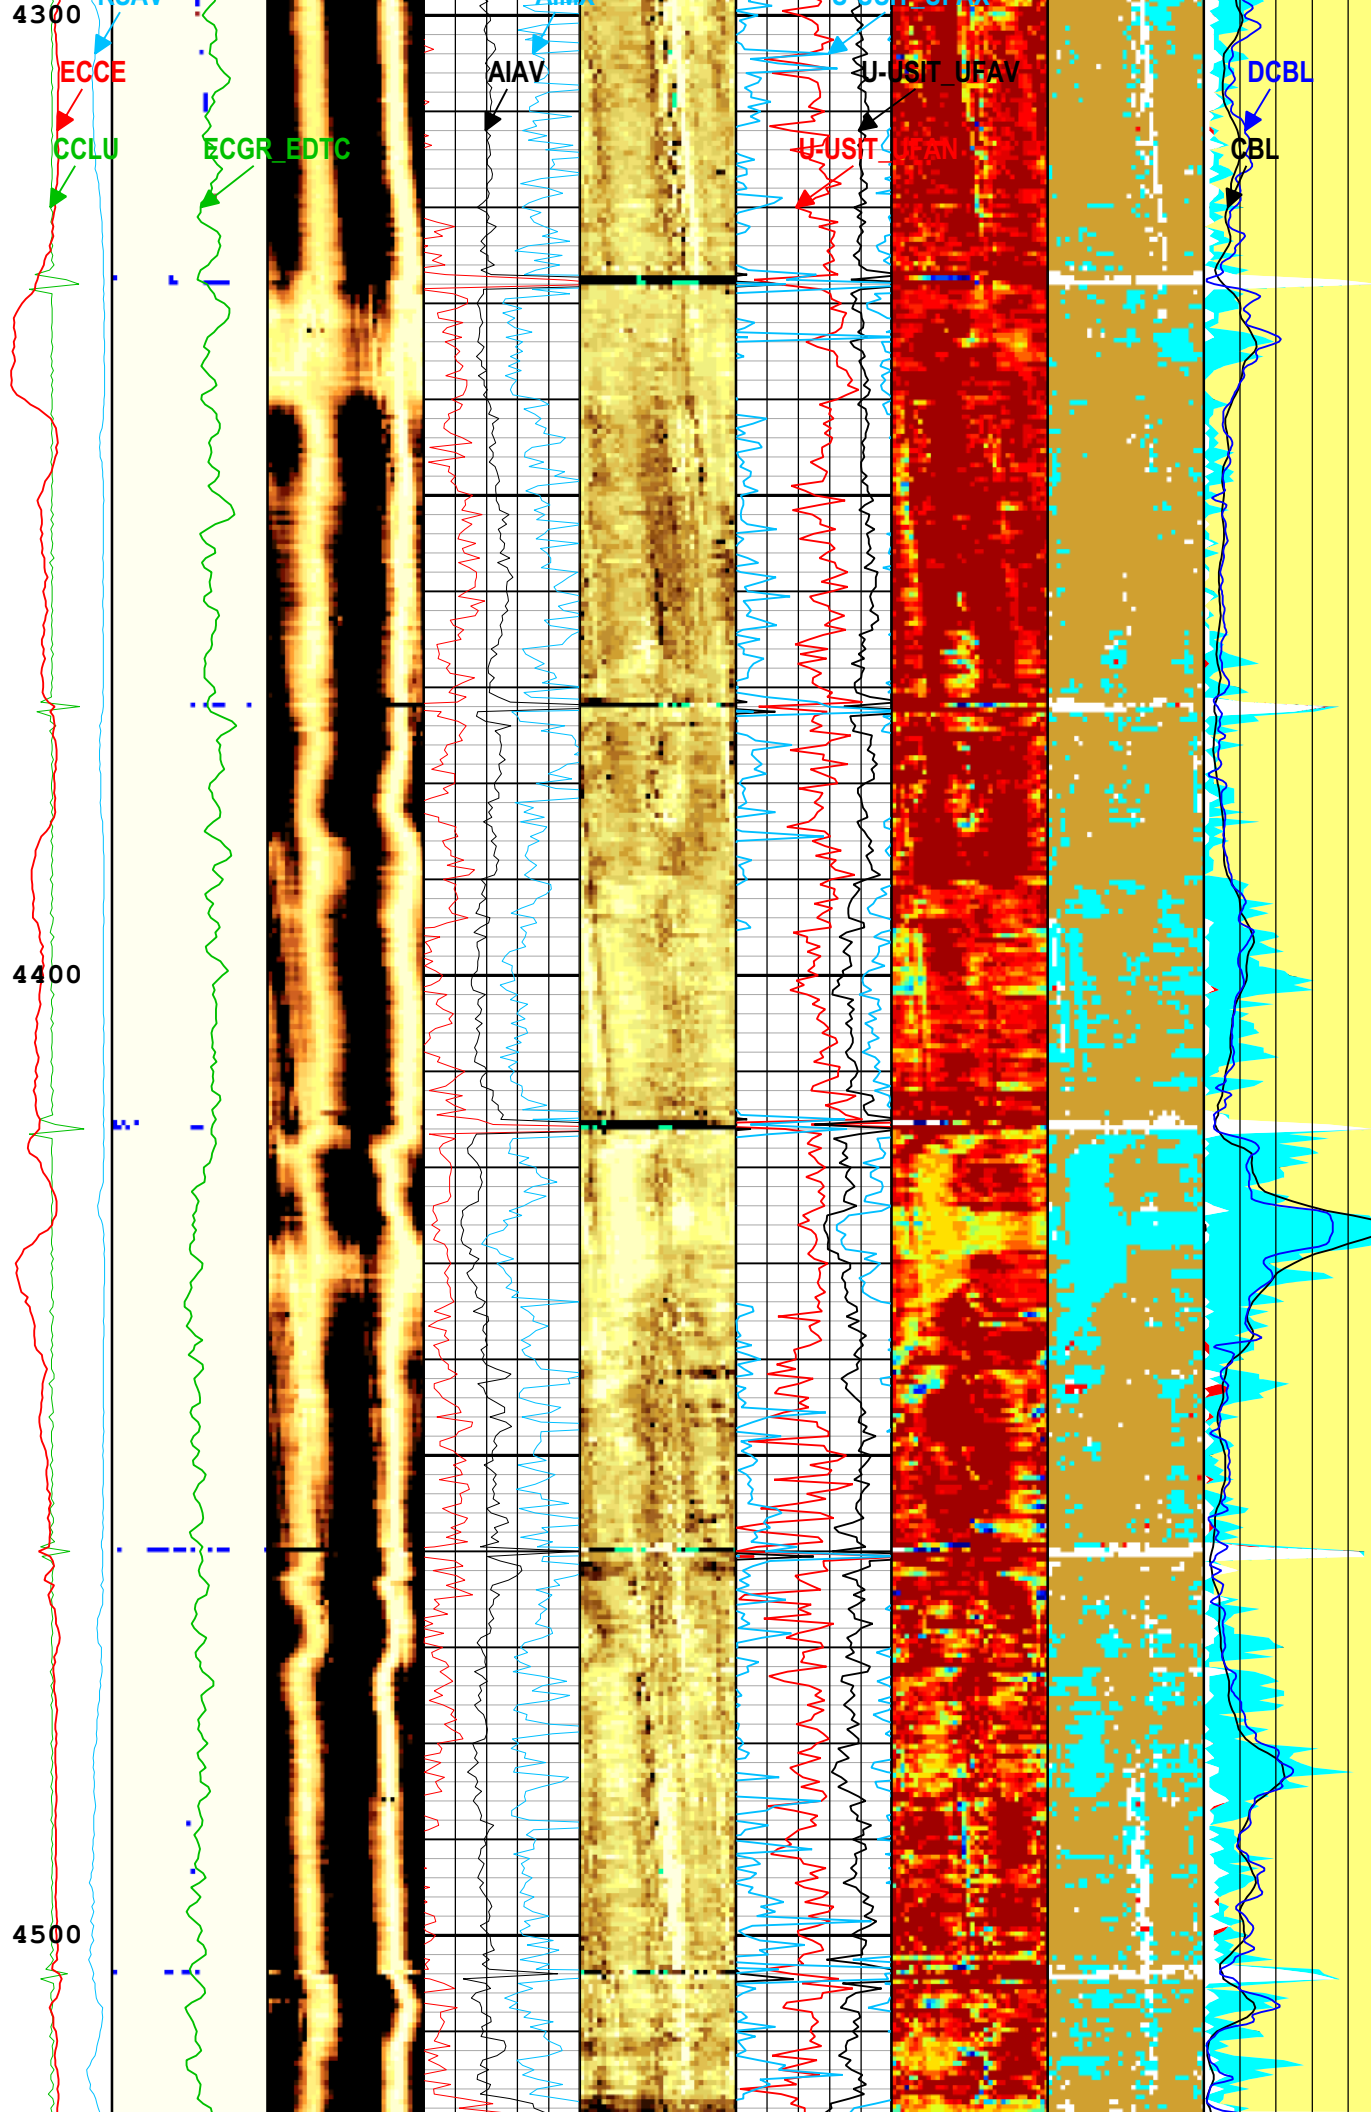 4300
ECCE
AIAV
U-USIT_UFAV
DCBL
CCLU
ECGR_EDTC
U-USIT_UFAN
CBL
4400
4500